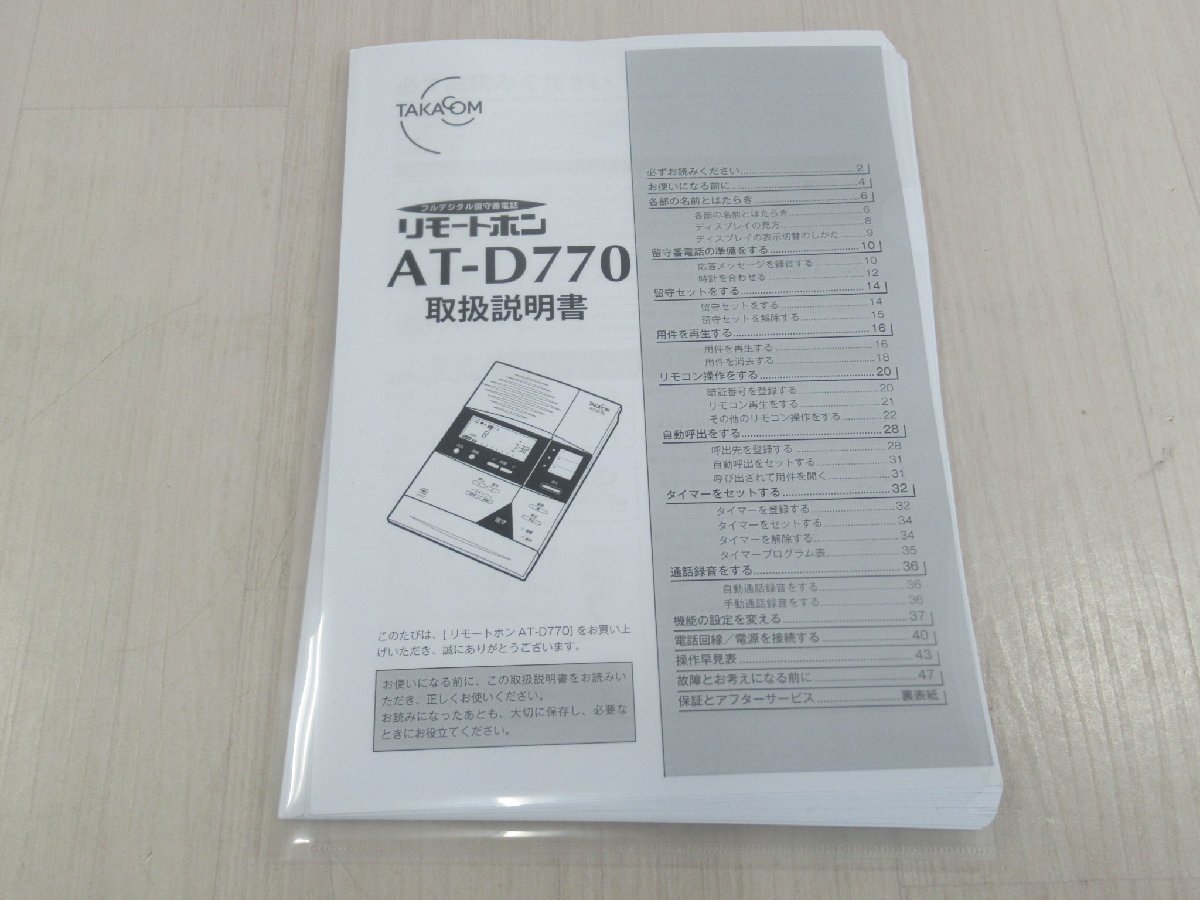 TAKACOM
フルデジタル留守番電話
リモートホン
AT-D770
取扱説明書
TAKACOM
このたびは、[リモートホン AT-D770]をお買い上
げいただき、誠にありがとうございます。
お使いになる前に、この取扱説明書をお読みい
ただき、正しくお使いください。
お読みになったあとも、大切に保存し、必要な
ときにお役立てください。
必ずお読みください 2
お使いになる前に 4
各部の名前とはたらき 6
各部の名前とはたらき 6
ディスプレイの見方 8
ディスプレイの表示切替のしかた 9
留守番電話の準備をする 10
応答メッセージを録音する 10
時計を合わせる 12
留守セットをする 14
留守セットをする 14
留守セットを解除する 15
用件を再生する 16
用件を再生する 16
用件を消去する 18
リモコン操作をする 20
暗証番号を登録する 20
リモコン再生をする 21
その他のリモコン操作をする 22
自動呼出をする 28
呼出先を登録する 28
自動呼出をセットする 31
呼び出されて用件を聞く 31
タイマーをセットする 32
タイマーを登録する 32
タイマーをセットする 34
タイマーを解除する 34
タイマープログラム表 35
通話録音をする 36
自動通話録音をする 36
手動通話録音をする 36
機能の設定を変える 37
電話回線/電源を接続する 40
操作早見表 43
故障とお考えになる前に 47
保証とアフターサービス 裏表紙